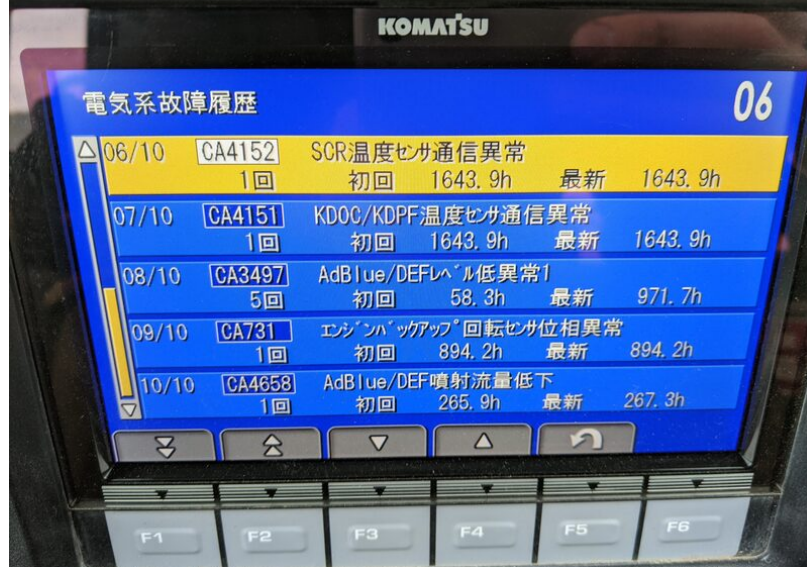 KOMATSU
電気系故障履歴 06
06/10 CA4152 SCR温度ｾﾝｻ通信異常
1回 初回 1643.9h 最新 1643.9h
07/10 CA4151 KDOC/KDPF温度ｾﾝｻ通信異常
1回 初回 1643.9h 最新 1643.9h
08/10 CA3497 AdBlue/DEFﾚﾍﾞﾙ低異常1
5回 初回 58.3h 最新 971.7h
09/10 CA731 ｴﾝｼﾞﾝﾊﾞｯｸｱｯﾌﾟ回転ｾﾝｻ位相異常
1回 初回 894.2h 最新 894.2h
10/10 CA4658 AdBlue/DEF噴射流量低下
1回 初回 265.9h 最新 267.3h
F1 F2 F3 F4 F5 F6